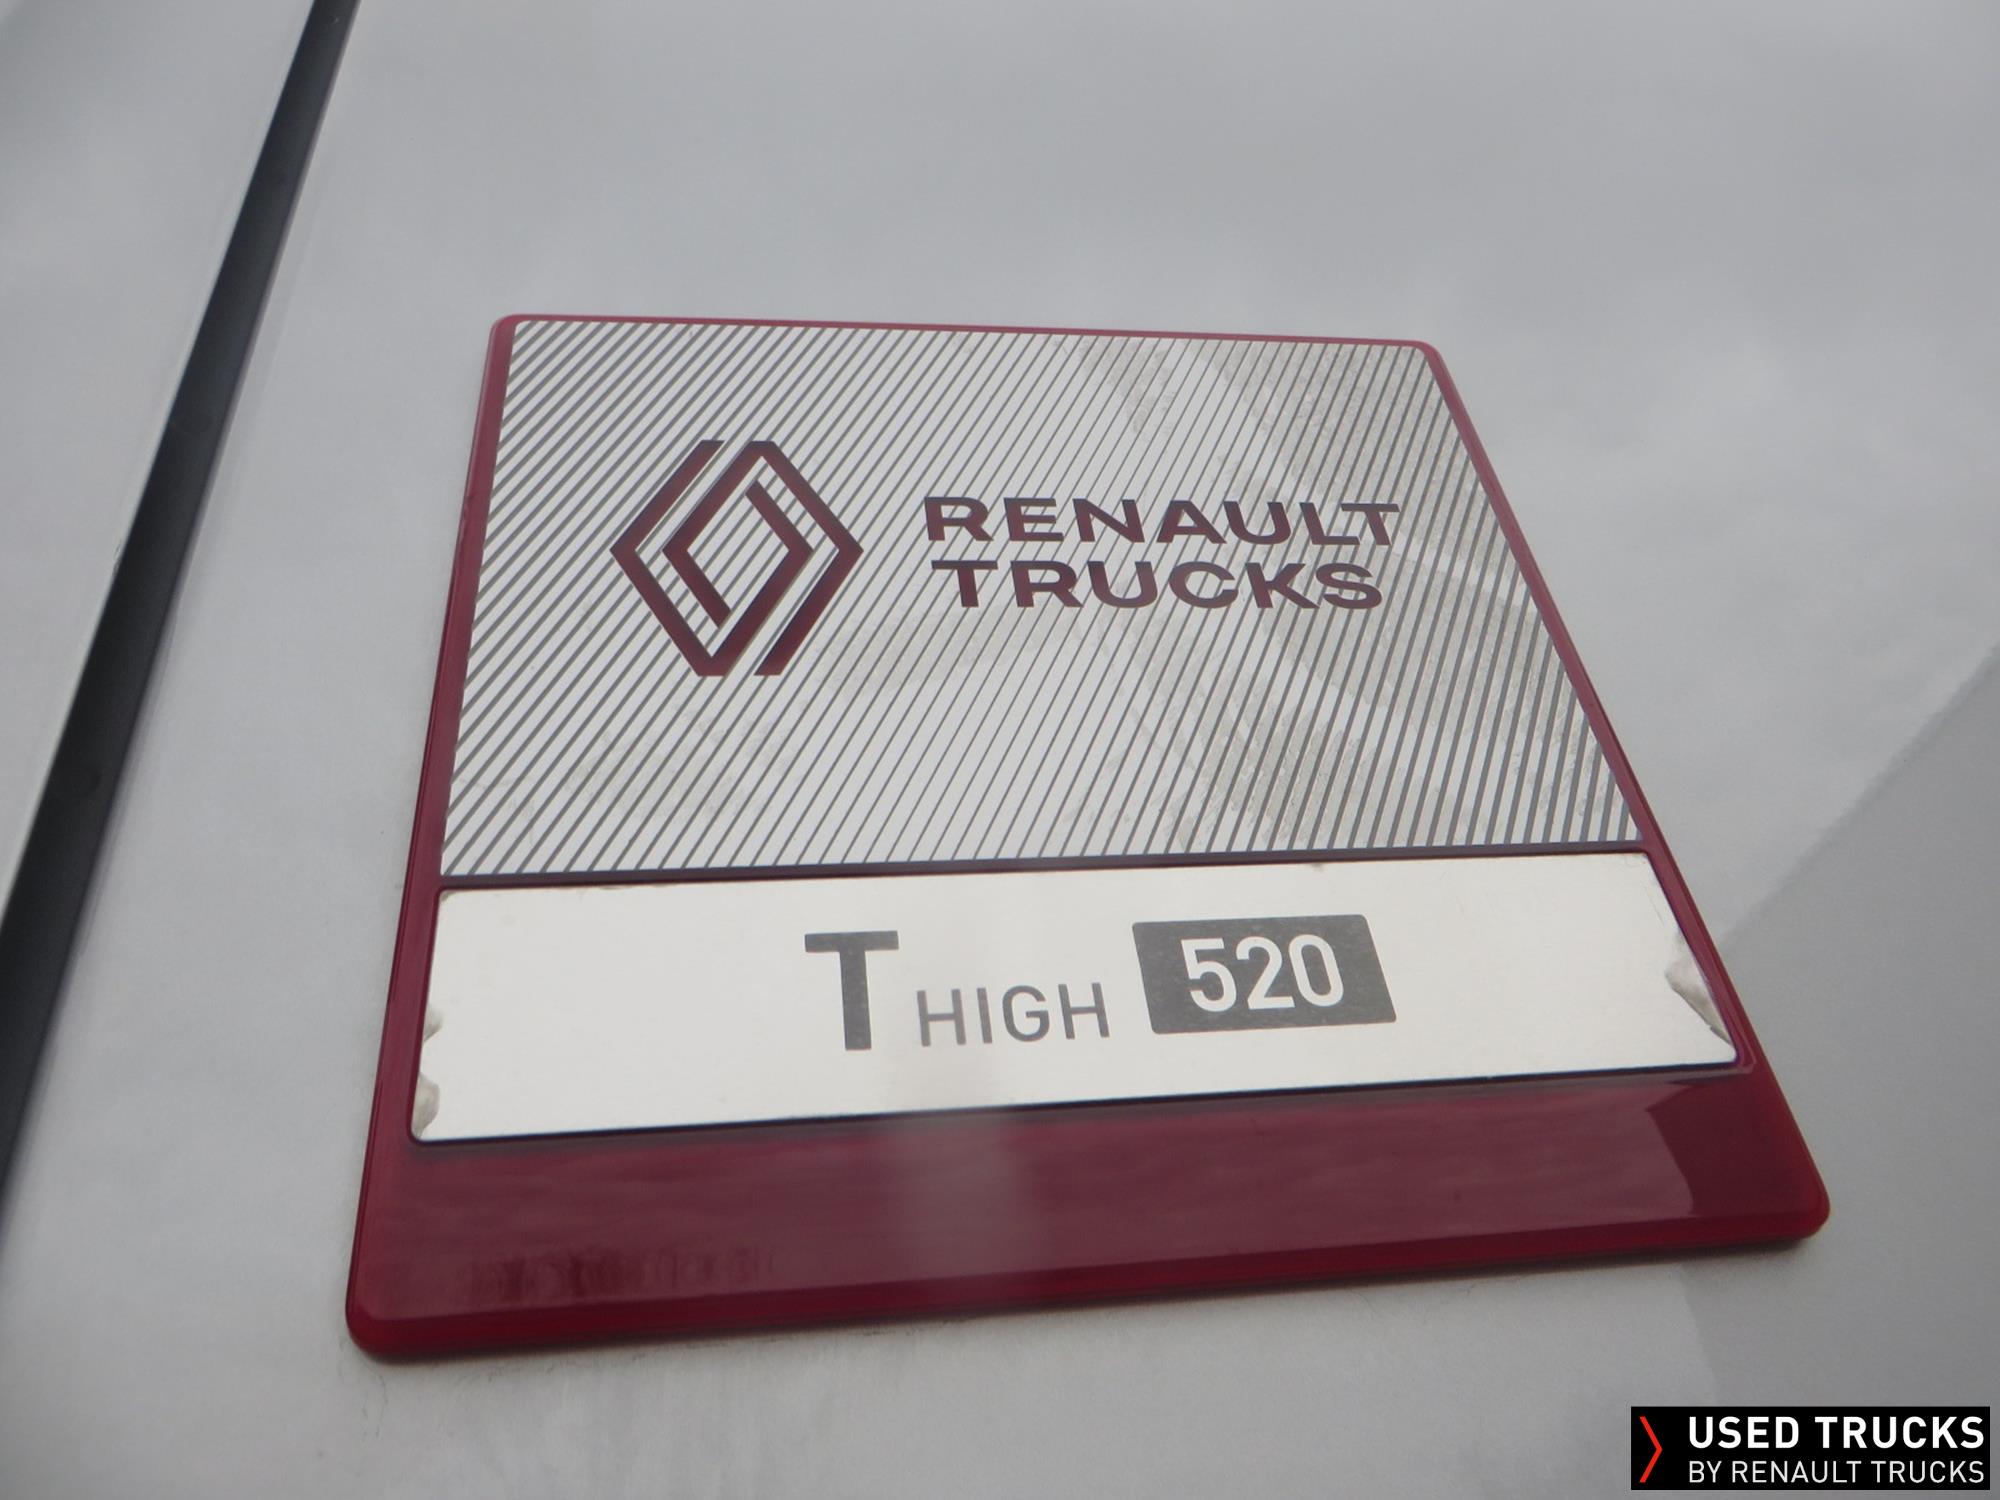 RENAULT
TRUCKS
T HIGH 520
USED TRUCKS
BY RENAULT TRUCKS